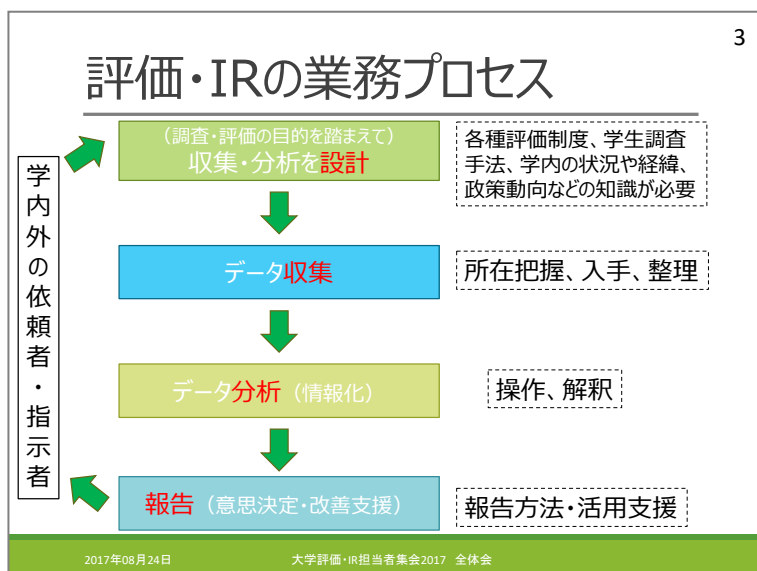 3
評価・IRの業務プロセス
学内外の依頼者・指示者
（調査・評価の目的を踏まえて）
収集・分析を設計
各種評価制度、学生調査
手法、学内の状況や経緯、
政策動向などの知識が必要
データ収集
所在把握、入手、整理
データ分析（情報化）
操作、解釈
報告（意思決定・改善支援）
報告方法・活用支援
2017年08月24日
大学評価・IR担当者集会2017 全体会